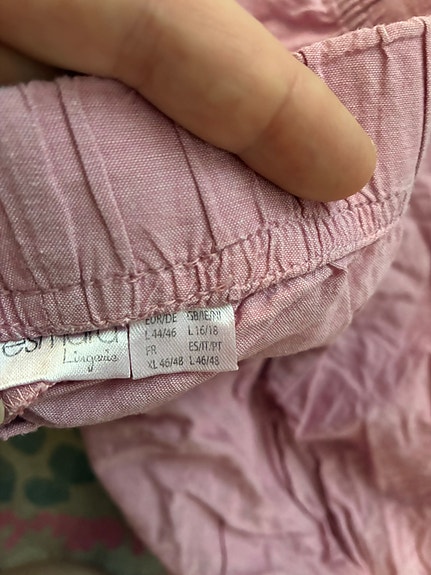 esmara
Lingerie
EUR/DE GB/IE/NI
L 44/46 L 16/18
FR ES/IT/PT
XL 46/48 L 46/48